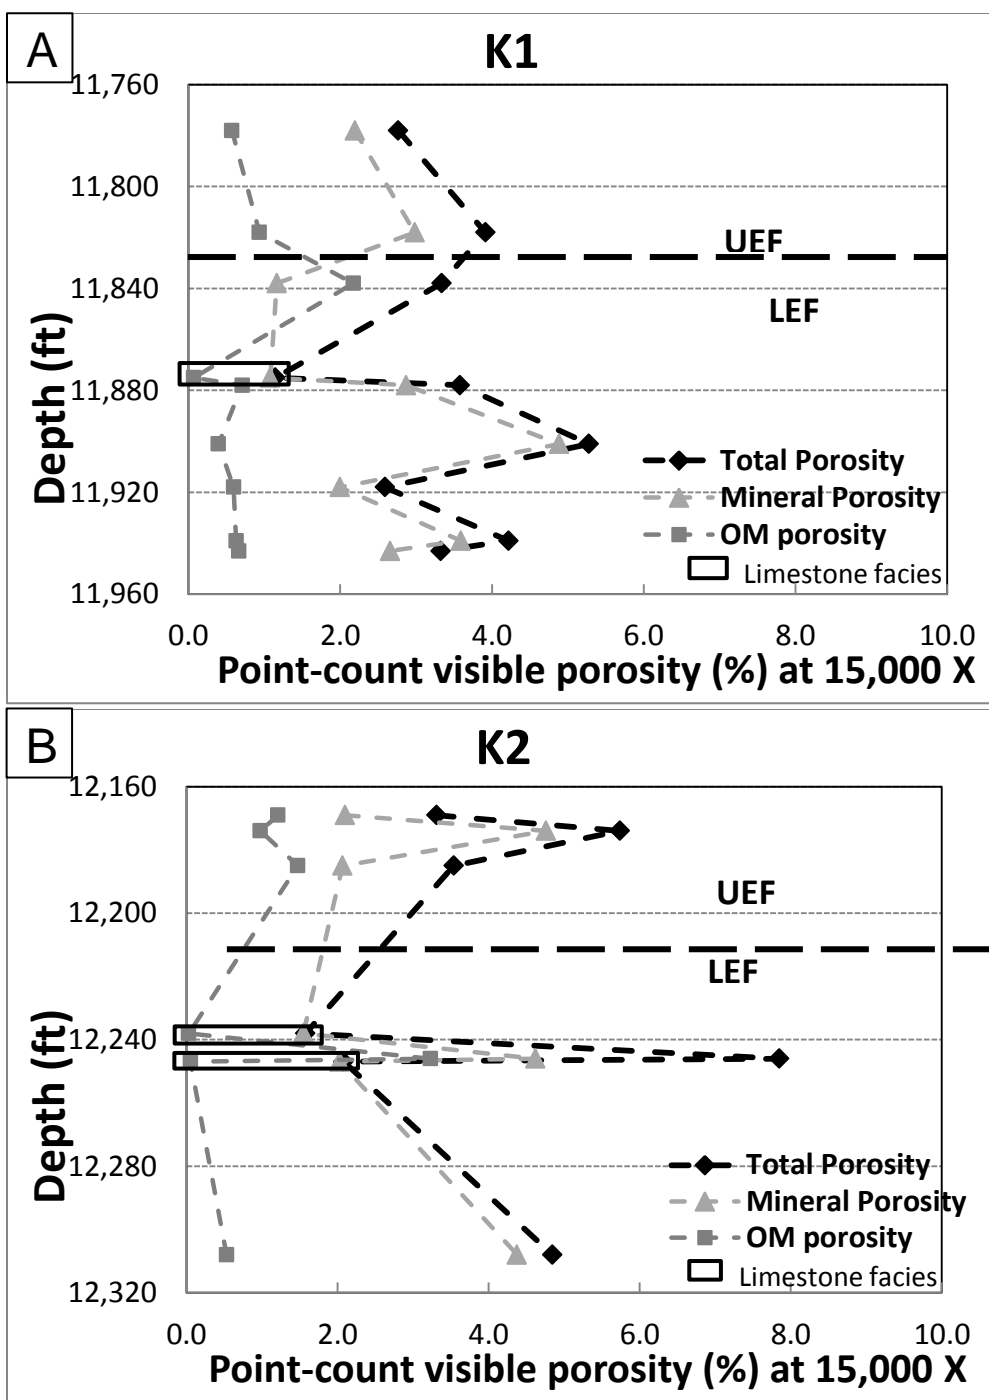 A
K1
11,760
11,800
11,840
11,880
11,920
11,960
Depth (ft)
UEF
LEF
Total Porosity
Mineral Porosity
OM porosity
Limestone facies
0.0 2.0 4.0 6.0 8.0 10.0
Point-count visible porosity (%) at 15,000 X
B
K2
12,160
12,200
12,240
12,280
12,320
Depth (ft)
UEF
LEF
Total Porosity
Mineral Porosity
OM porosity
Limestone facies
0.0 2.0 4.0 6.0 8.0 10.0
Point-count visible porosity (%) at 15,000 X